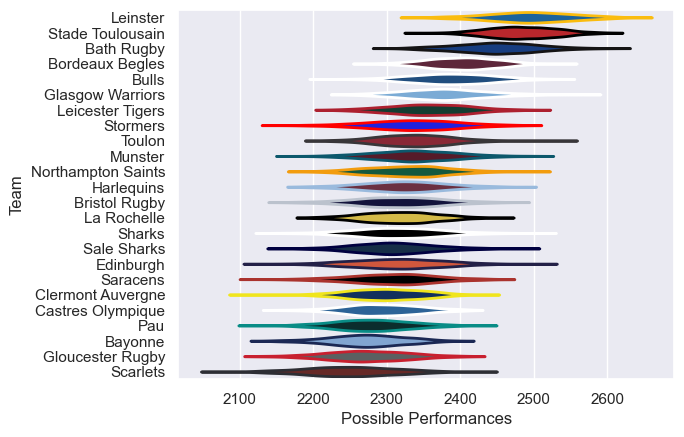 Leinster
Stade Toulousain
Bath Rugby
Bordeaux Begles
Bulls
Glasgow Warriors
Leicester Tigers
Stormers
Toulon
Munster
Northampton Saints
Harlequins
Bristol Rugby
La Rochelle
Sharks
Sale Sharks
Edinburgh
Saracens
Clermont Auvergne
Castres Olympique
Pau
Bayonne
Gloucester Rugby
Scarlets
Team
2100 2200 2300 2400 2500 2600
Possible Performances